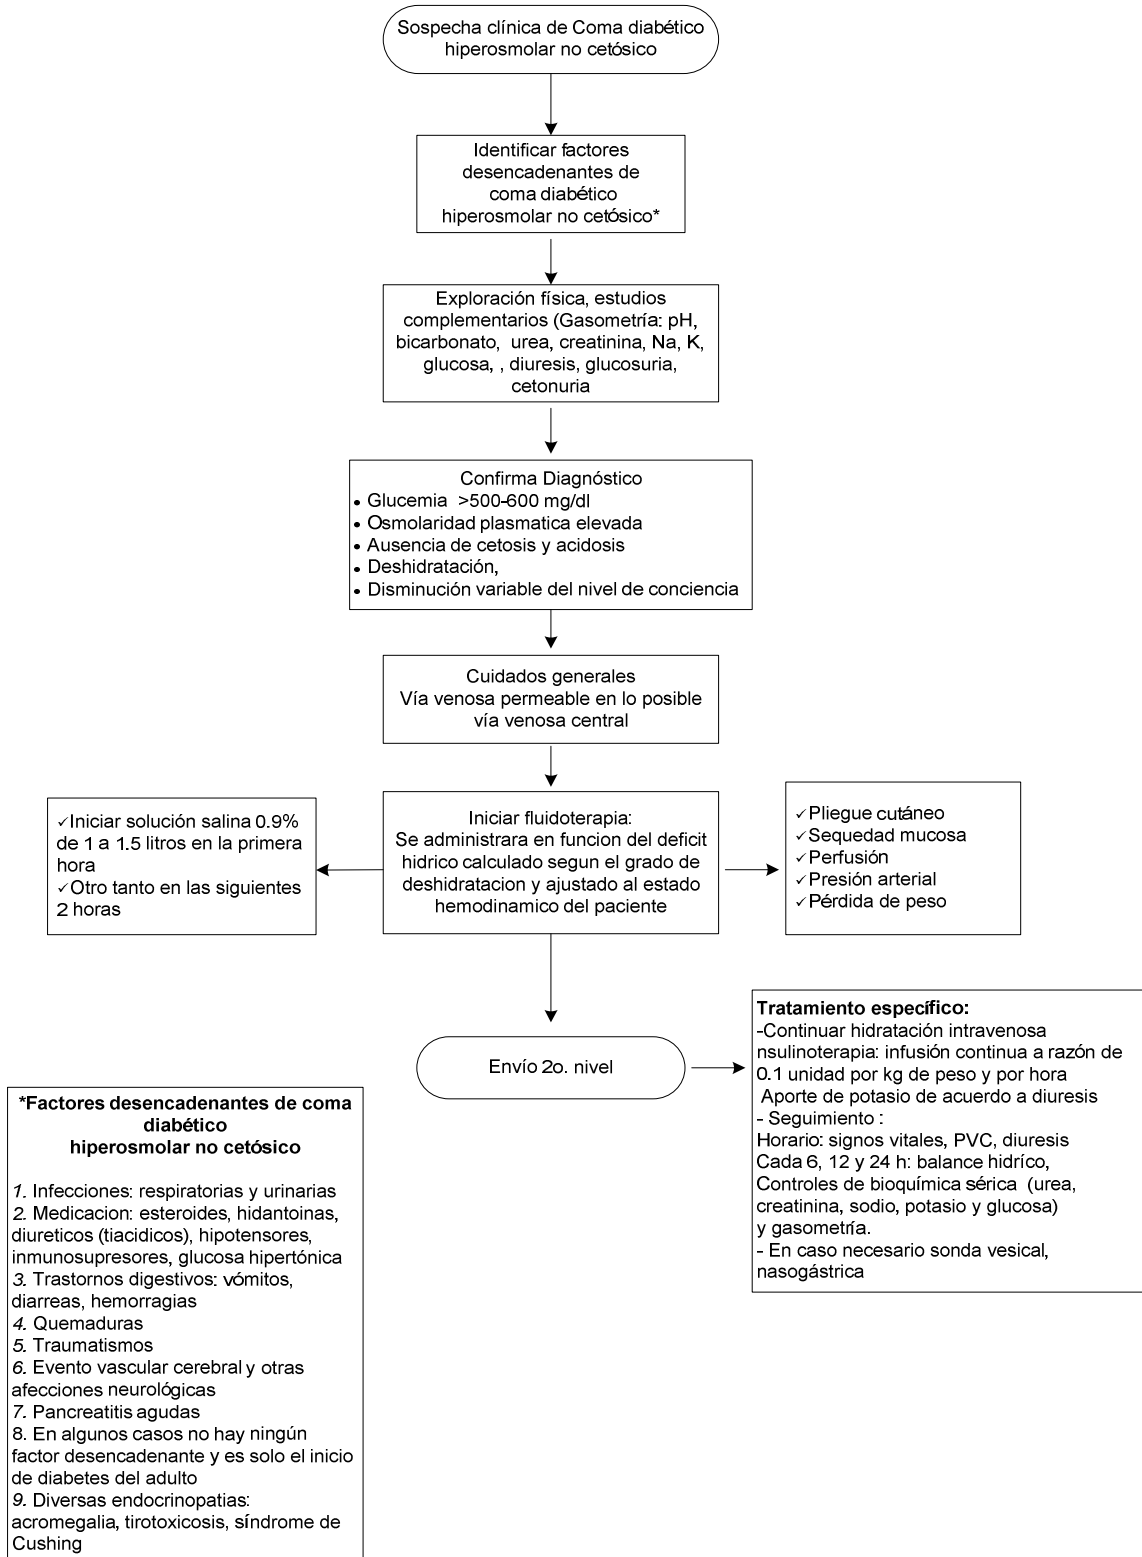 Sospecha clínica de Coma diabético
hiperosmolar no cetósico
Identificar factores
desencadenantes de
coma diabético
hiperosmolar no cetósico*
Exploración física, estudios
complementarios (Gasometría: pH,
bicarbonato, urea, creatinina, Na, K,
glucosa, , diuresis, glucosuria,
cetonuria
Confirma Diagnóstico
• Glucemia >500-600 mg/dl
• Osmolaridad plasmatica elevada
• Ausencia de cetosis y acidosis
• Deshidratación,
• Disminución variable del nivel de conciencia
Cuidados generales
Vía venosa permeable en lo posible
vía venosa central
✓Iniciar solución salina 0.9%
de 1 a 1.5 litros en la primera
hora
✓Otro tanto en las siguientes
2 horas
Iniciar fluidoterapia:
Se administrara en funcion del deficit
hidrico calculado segun el grado de
deshidratacion y ajustado al estado
hemodinamico del paciente
✓Pliegue cutáneo
✓Sequedad mucosa
✓Perfusión
✓Presión arterial
✓Pérdida de peso
Envío 2o. nivel
Tratamiento específico:
-Continuar hidratación intravenosa
nsulinoterapia: infusión continua a razón de
0.1 unidad por kg de peso y por hora
Aporte de potasio de acuerdo a diuresis
- Seguimiento :
Horario: signos vitales, PVC, diuresis
Cada 6, 12 y 24 h: balance hidríco,
Controles de bioquímica sérica (urea,
creatinina, sodio, potasio y glucosa)
y gasometría.
- En caso necesario sonda vesical,
nasogástrica
*Factores desencadenantes de coma
diabético
hiperosmolar no cetósico
1. Infecciones: respiratorias y urinarias
2. Medicacion: esteroides, hidantoinas,
diureticos (tiacidicos), hipotensores,
inmunosupresores, glucosa hipertónica
3. Trastornos digestivos: vómitos,
diarreas, hemorragias
4. Quemaduras
5. Traumatismos
6. Evento vascular cerebral y otras
afecciones neurológicas
7. Pancreatitis agudas
8. En algunos casos no hay ningún
factor desencadenante y es solo el inicio
de diabetes del adulto
9. Diversas endocrinopatias:
acromegalia, tirotoxicosis, síndrome de
Cushing